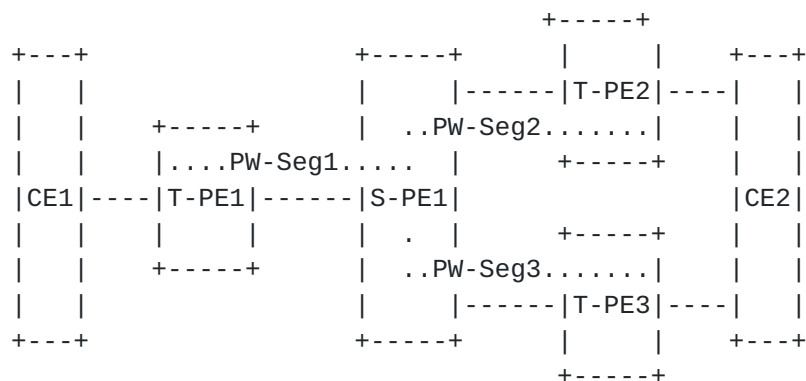 +-----+
+---+                 +-----+      |     |    +---+
|   |                 |     |------|T-PE2|----|   |
|   |    +-----+      |  ..PW-Seg2.......|    |   |
|   |    |....PW-Seg1.....  |      +-----+    |   |
|CE1|----|T-PE1|------|S-PE1|                 |CE2|
|   |    |     |      |  .  |      +-----+    |   |
|   |    +-----+      |  ..PW-Seg3.......|    |   |
|   |                 |     |------|T-PE3|----|   |
+---+                 +-----+      |     |    +---+
                                   +-----+